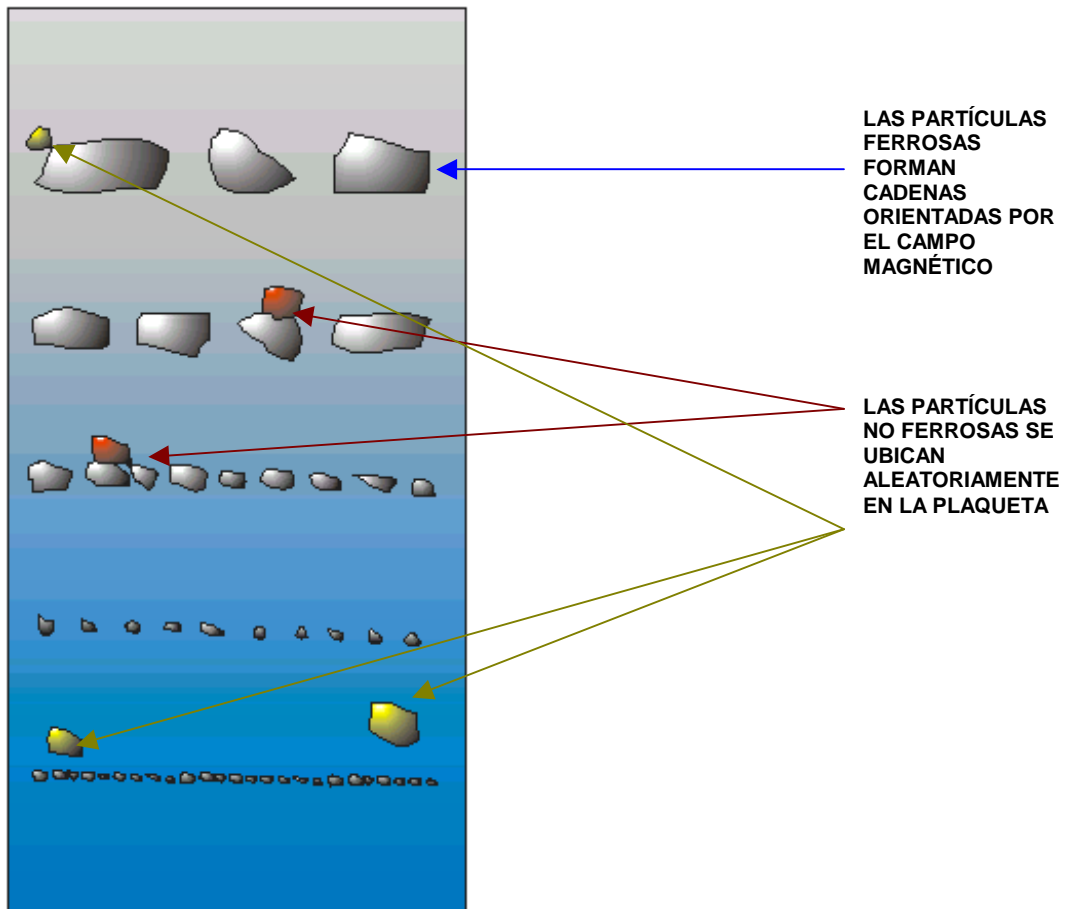 LAS PARTÍCULAS
FERROSAS
FORMAN
CADENAS
ORIENTADAS POR
EL CAMPO
MAGNÉTICO
LAS PARTÍCULAS
NO FERROSAS SE
UBICAN
ALEATORIAMENTE
EN LA PLAQUETA